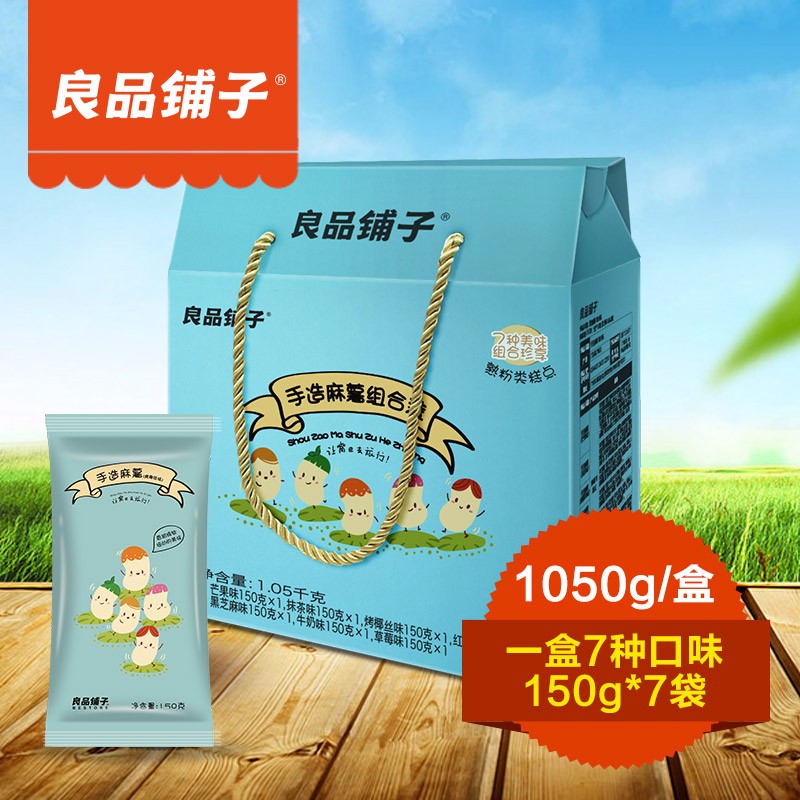 良品铺子®
良品铺子®
良品铺子®
7种美味
组合珍享
熟粉类糕点
手造麻薯组合
Shou Zao Ma Shu Zu He
让窝心去旅行!
净含量:1.05千克
芒果味150克×1,抹茶味150克×1,烤椰丝味150克×1,红
黑芝麻味150克×1,牛奶味150克×1,草莓味150克×1
手造麻薯
良品铺子
BESTORE
净含量:150克
1050g/盒
一盒7种口味
150g*7袋